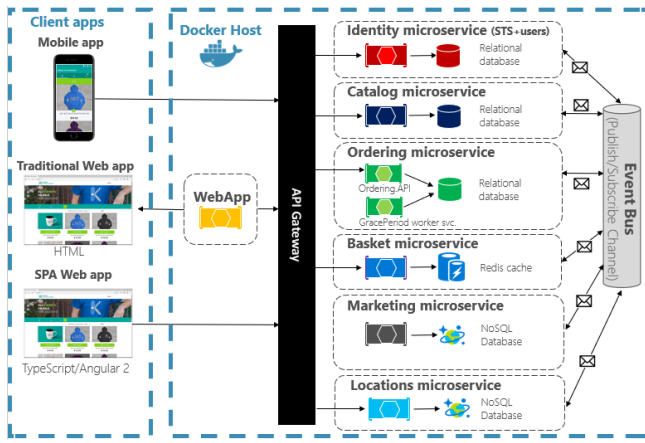 Client apps
Mobile app
Traditional Web app
HTML
SPA Web app
TypeScript/Angular 2
Docker Host
WebApp
API Gateway
Identity microservice (STS+users)
Relational
database
Catalog microservice
Relational
database
Ordering microservice
Ordering.API
Relational
database
GracePeriod worker svc.
Basket microservice
Redis cache
Marketing microservice
NoSQL
Database
Locations microservice
NoSQL
Database
Event Bus
(Publish/Subscribe Channel)